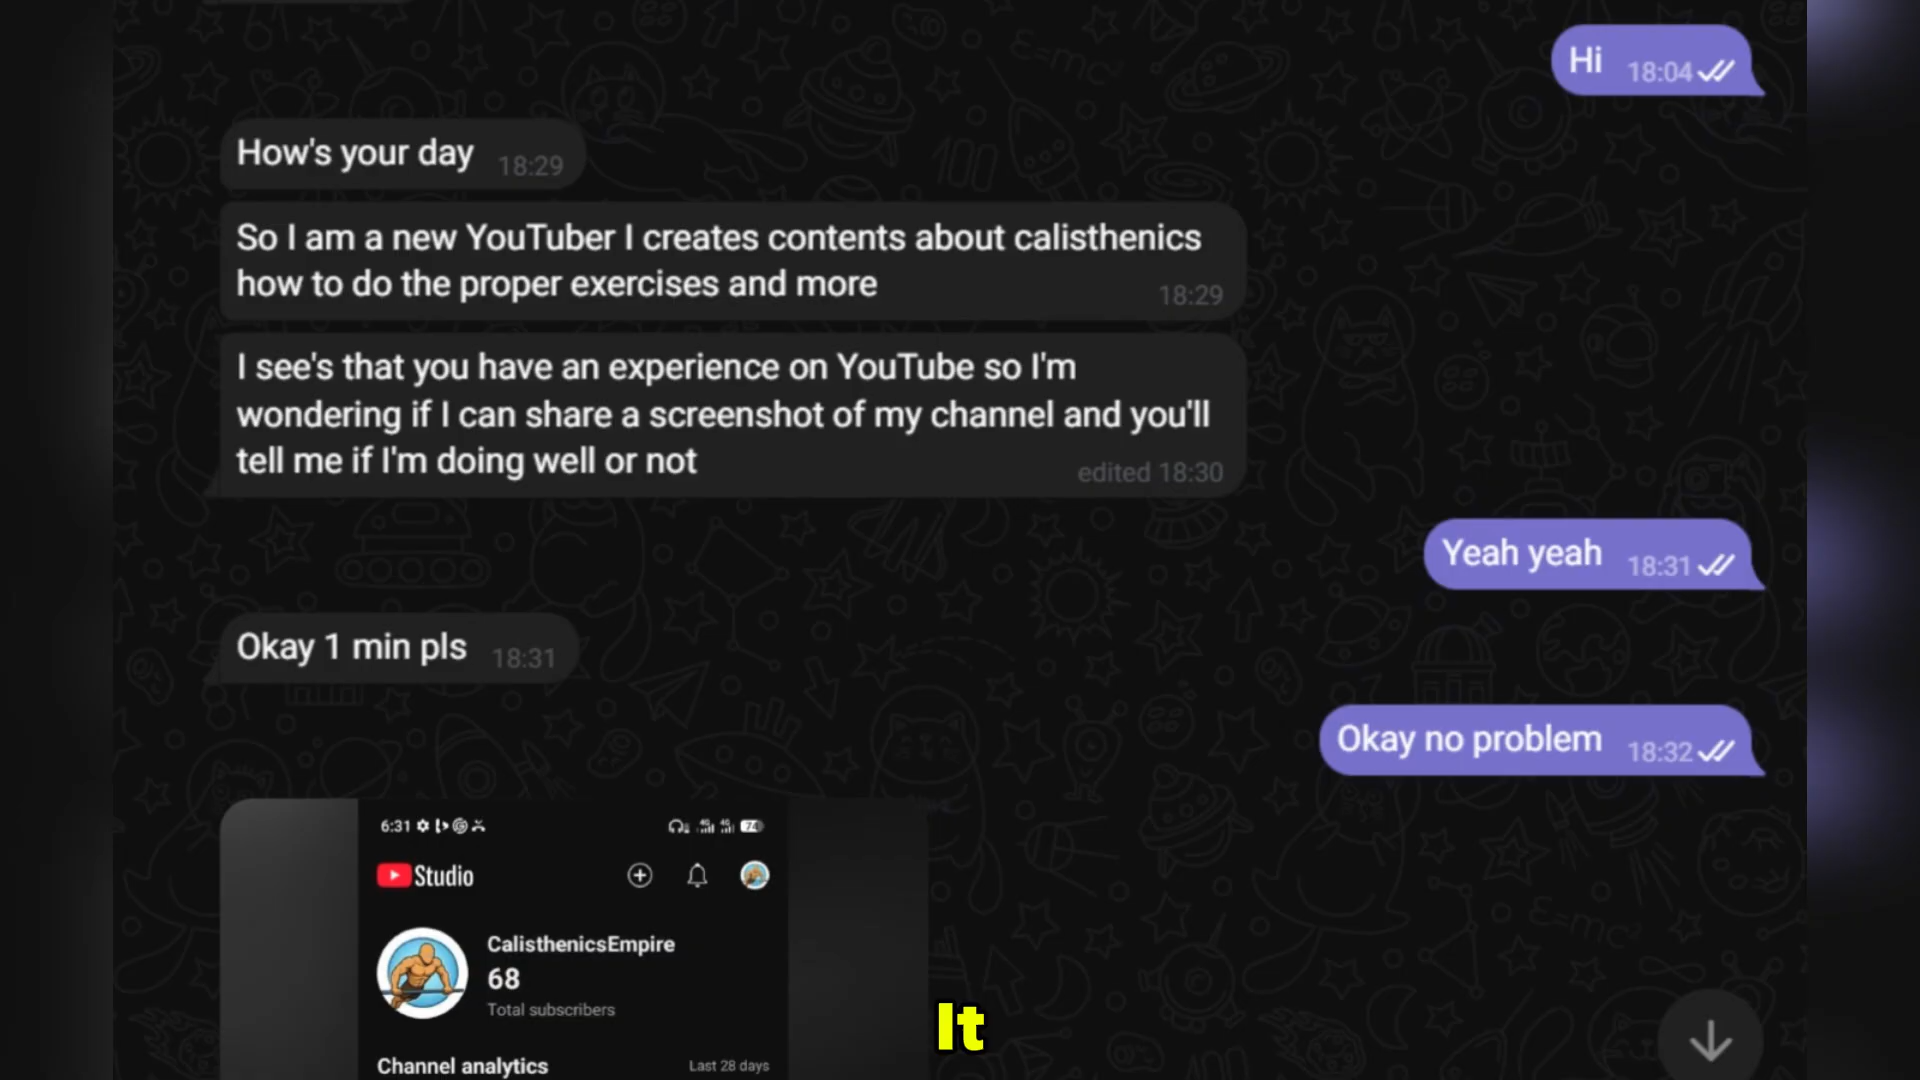 Hi 18:04
How's your day 18:29
So I am a new YouTuber I creates contents about calisthenics
how to do the proper exercises and more 18:29
I see's that you have an experience on YouTube so I'm
wondering if I can share a screenshot of my channel and you'll
tell me if I'm doing well or not edited 18:30
Yeah yeah 18:31
Okay 1 min pls 18:31
Okay no problem 18:32
6:31 74
Studio
CalisthenicsEmpire
68
Total subscribers
It
Channel analytics Last 28 days